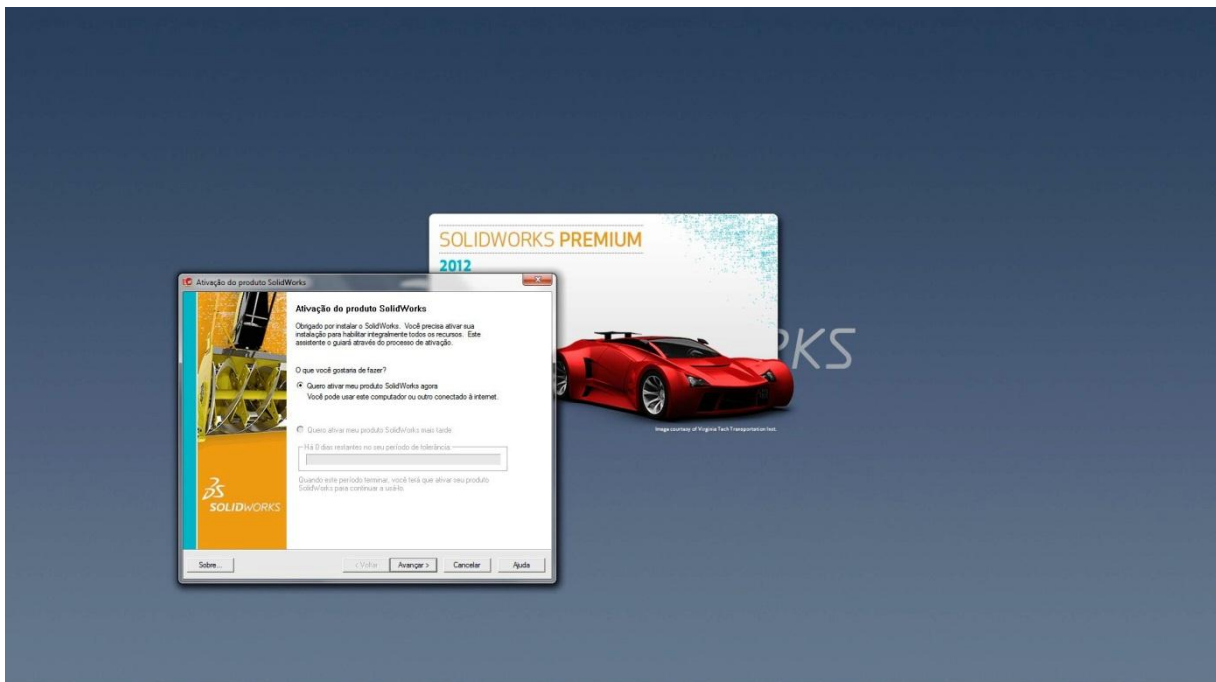 SOLIDWORKS PREMIUM
2012
RKS
Image courtesy of Virginia Tech Transportation Inst.
Ativação do produto SolidWorks
Ativação do produto SolidWorks
Obrigado por instalar o SolidWorks. Você precisa ativar sua
instalação para habilitar integralmente todos os recursos. Este
assistente o guiará através do processo de ativação.
O que você gostaria de fazer?
Quero ativar meu produto SolidWorks agora
Você pode usar este computador ou outro conectado à internet.
Quero ativar meu produto SolidWorks mais tarde
Há 0 dias restantes no seu período de tolerância.
Quando este período terminar, você terá que ativar seu produto
SolidWorks para continuar a usá-lo.
SOLIDWORKS
Sobre...
< Voltar
Avançar >
Cancelar
Ajuda